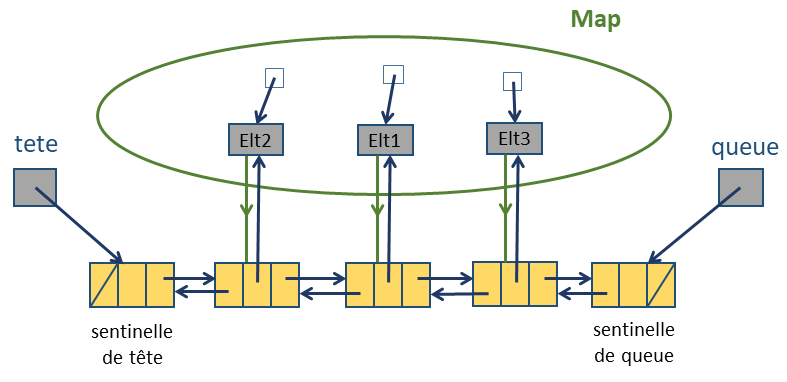 Map
tete
Elt2
Elt1
Elt3
queue
sentinelle
de tête
sentinelle
de queue